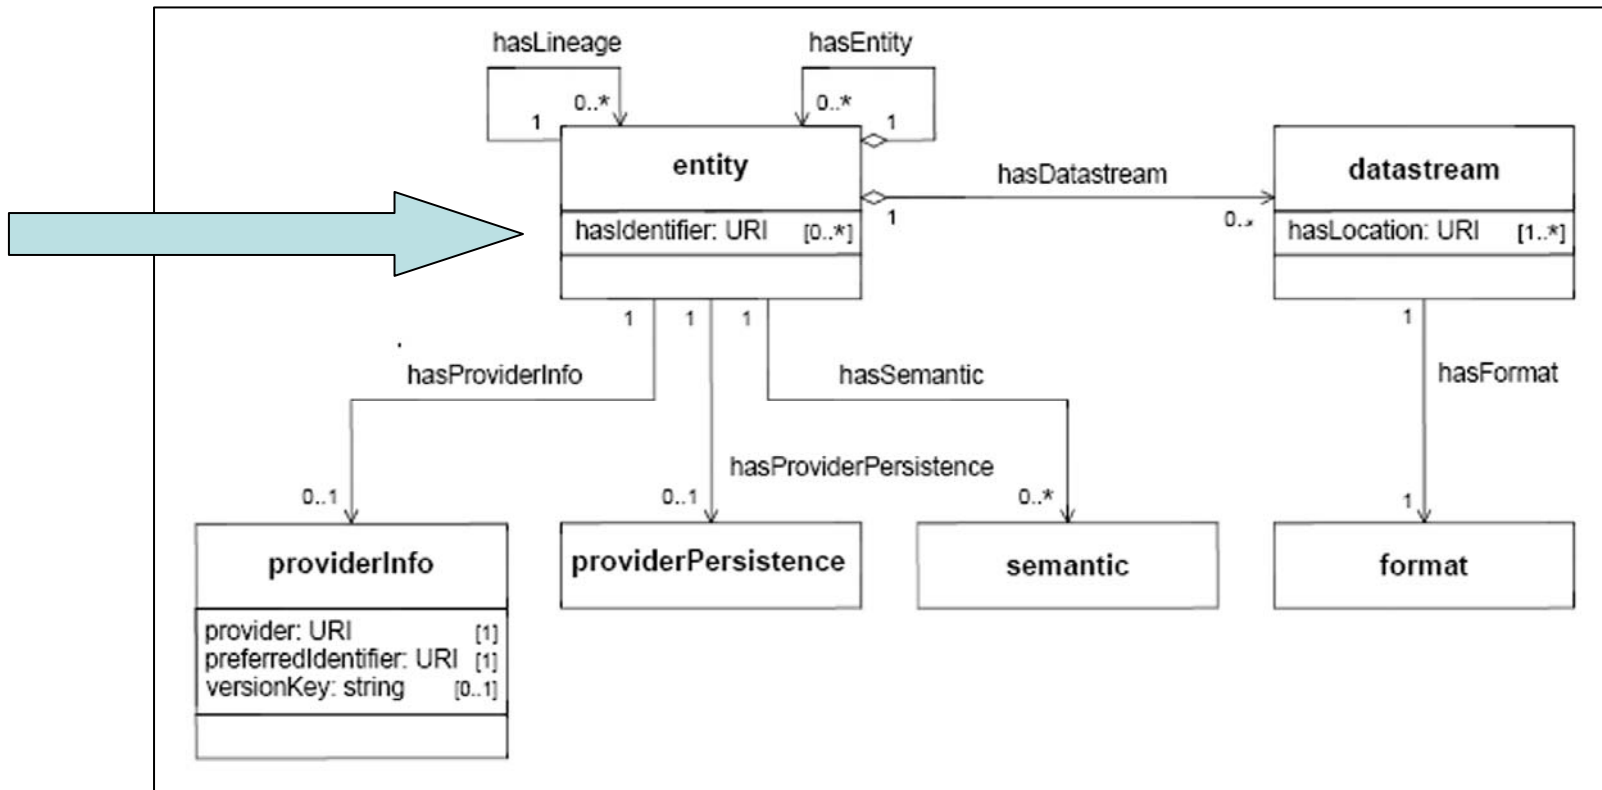 hasLineage hasEntity
0..* 0..*
1 1
entity datastream
hasDatastream
hasIdentifier: URI [0..*] 1 0..* hasLocation: URI [1..*]
1 1 1 1
hasProviderInfo hasSemantic hasFormat
hasProviderPersistence
0..1 0..1 0..* 1
providerInfo providerPersistence semantic format
provider: URI [1]
preferredIdentifier: URI [1]
versionKey: string [0..1]